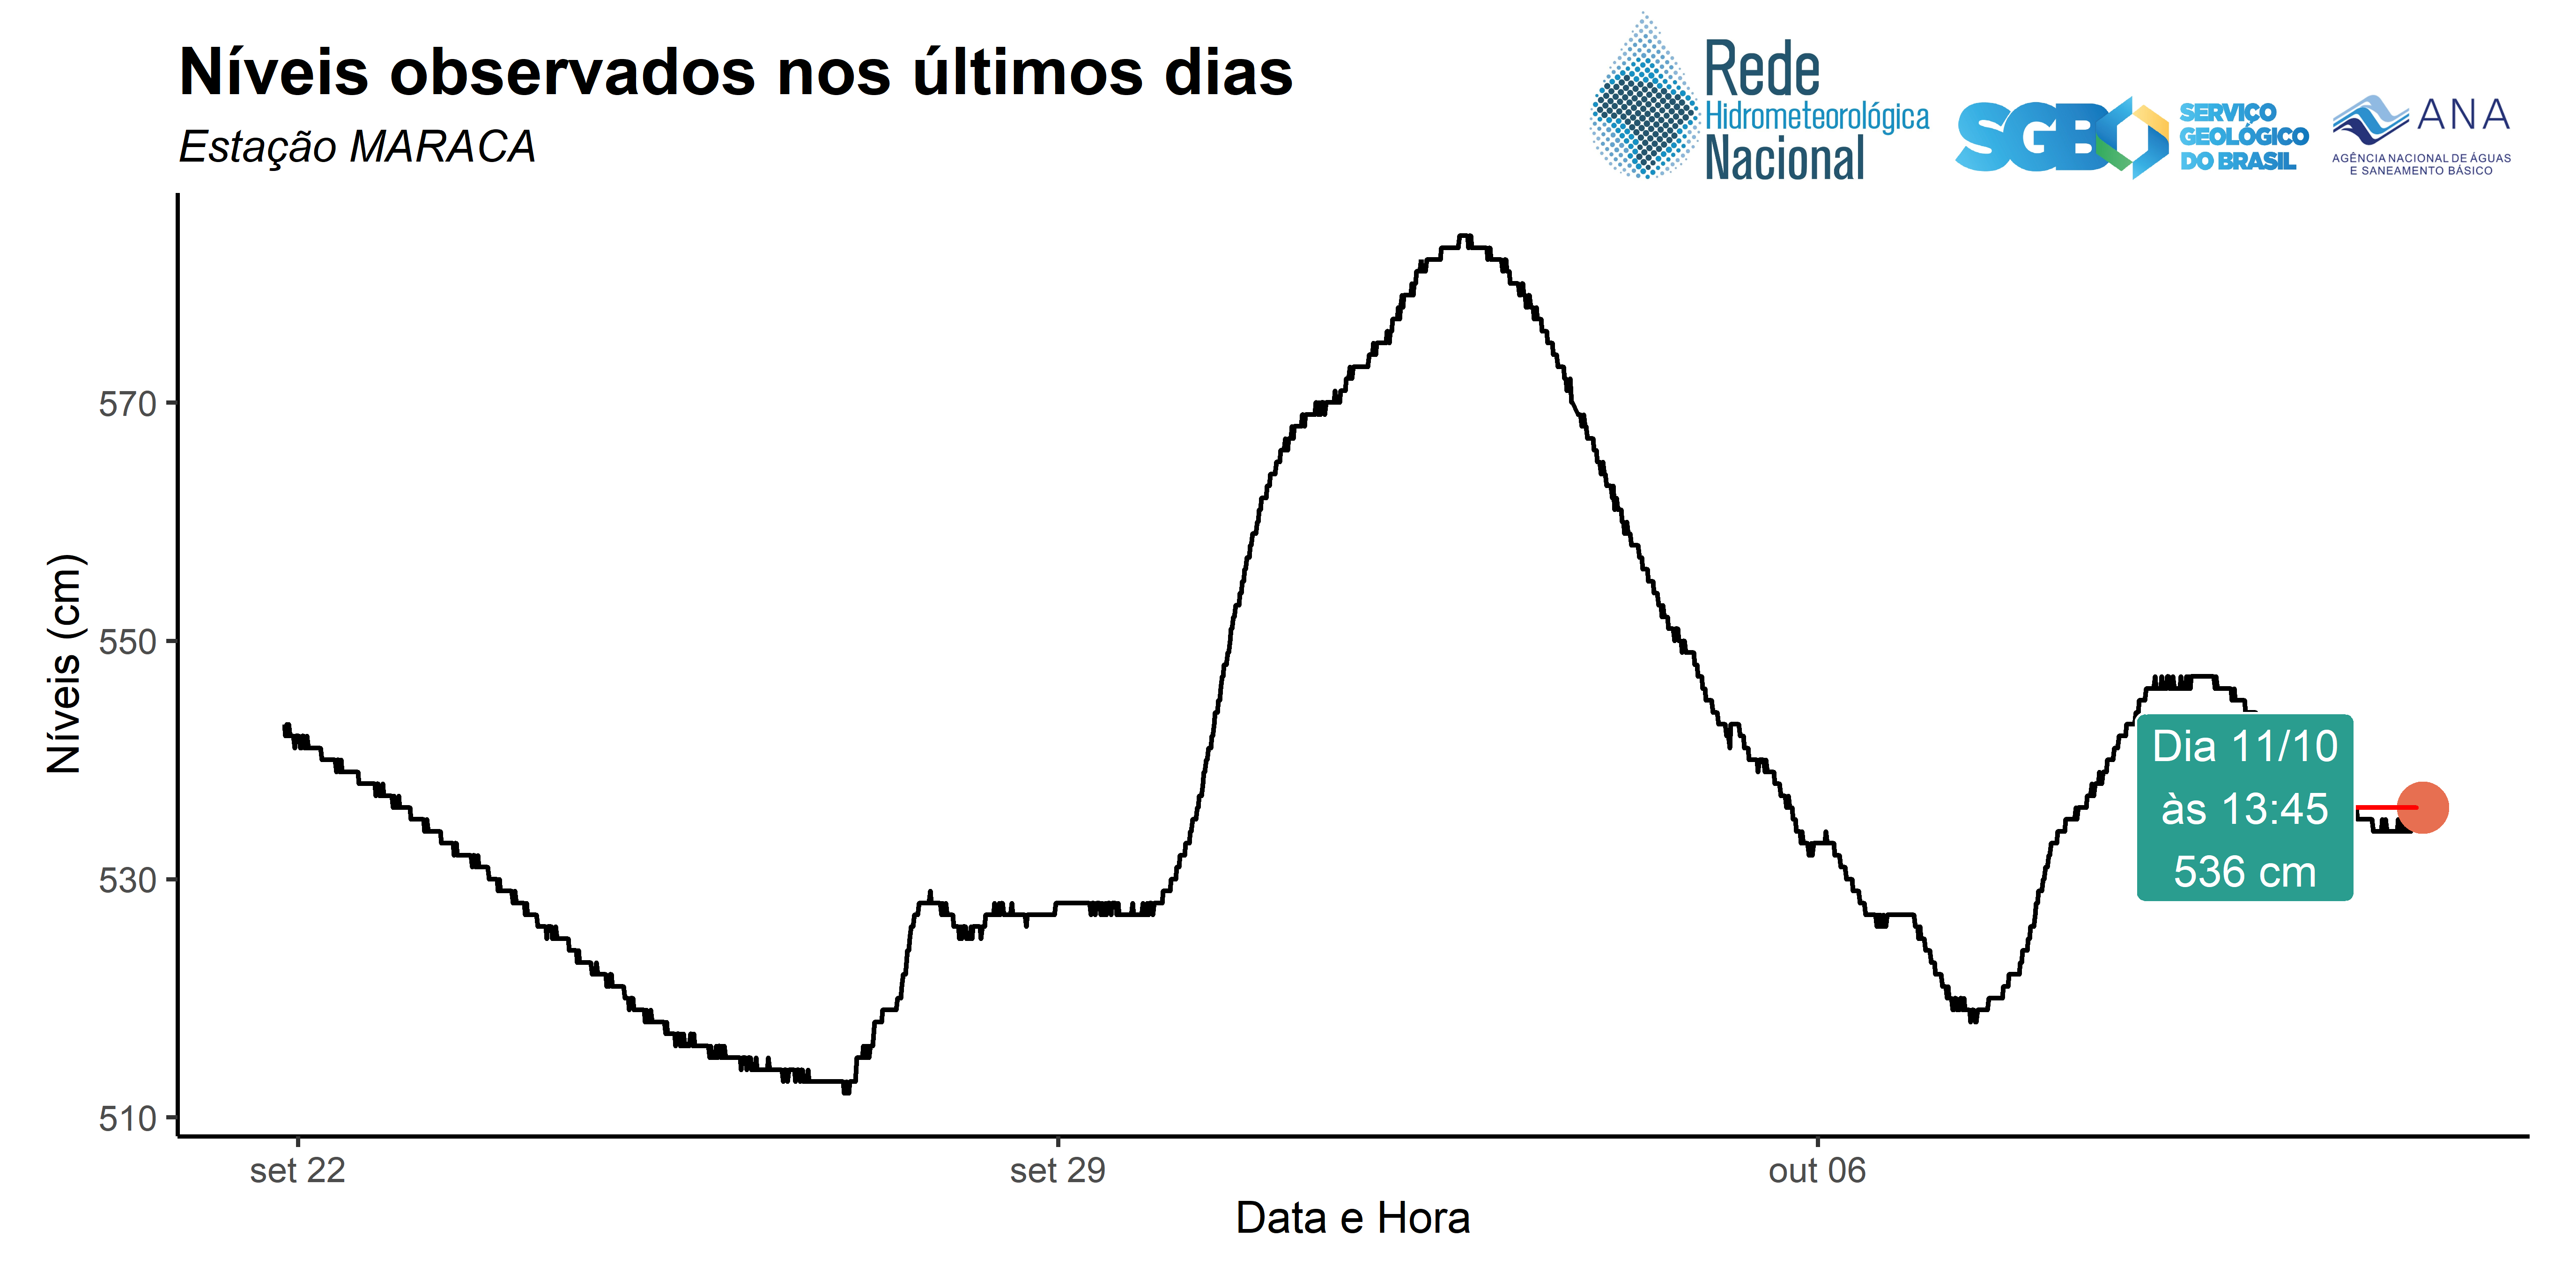 Níveis observados nos últimos dias
Estação MARACA
Rede
Hidrometeorológica
Nacional
SGB
SERVIÇO
GEOLÓGICO
DO BRASIL
ANA
AGÊNCIA NACIONAL DE ÁGUAS
E SANEAMENTO BÁSICO
Níveis (cm)
570
550
530
510
Dia 11/10
às 13:45
536 cm
set 22
set 29
out 06
Data e Hora